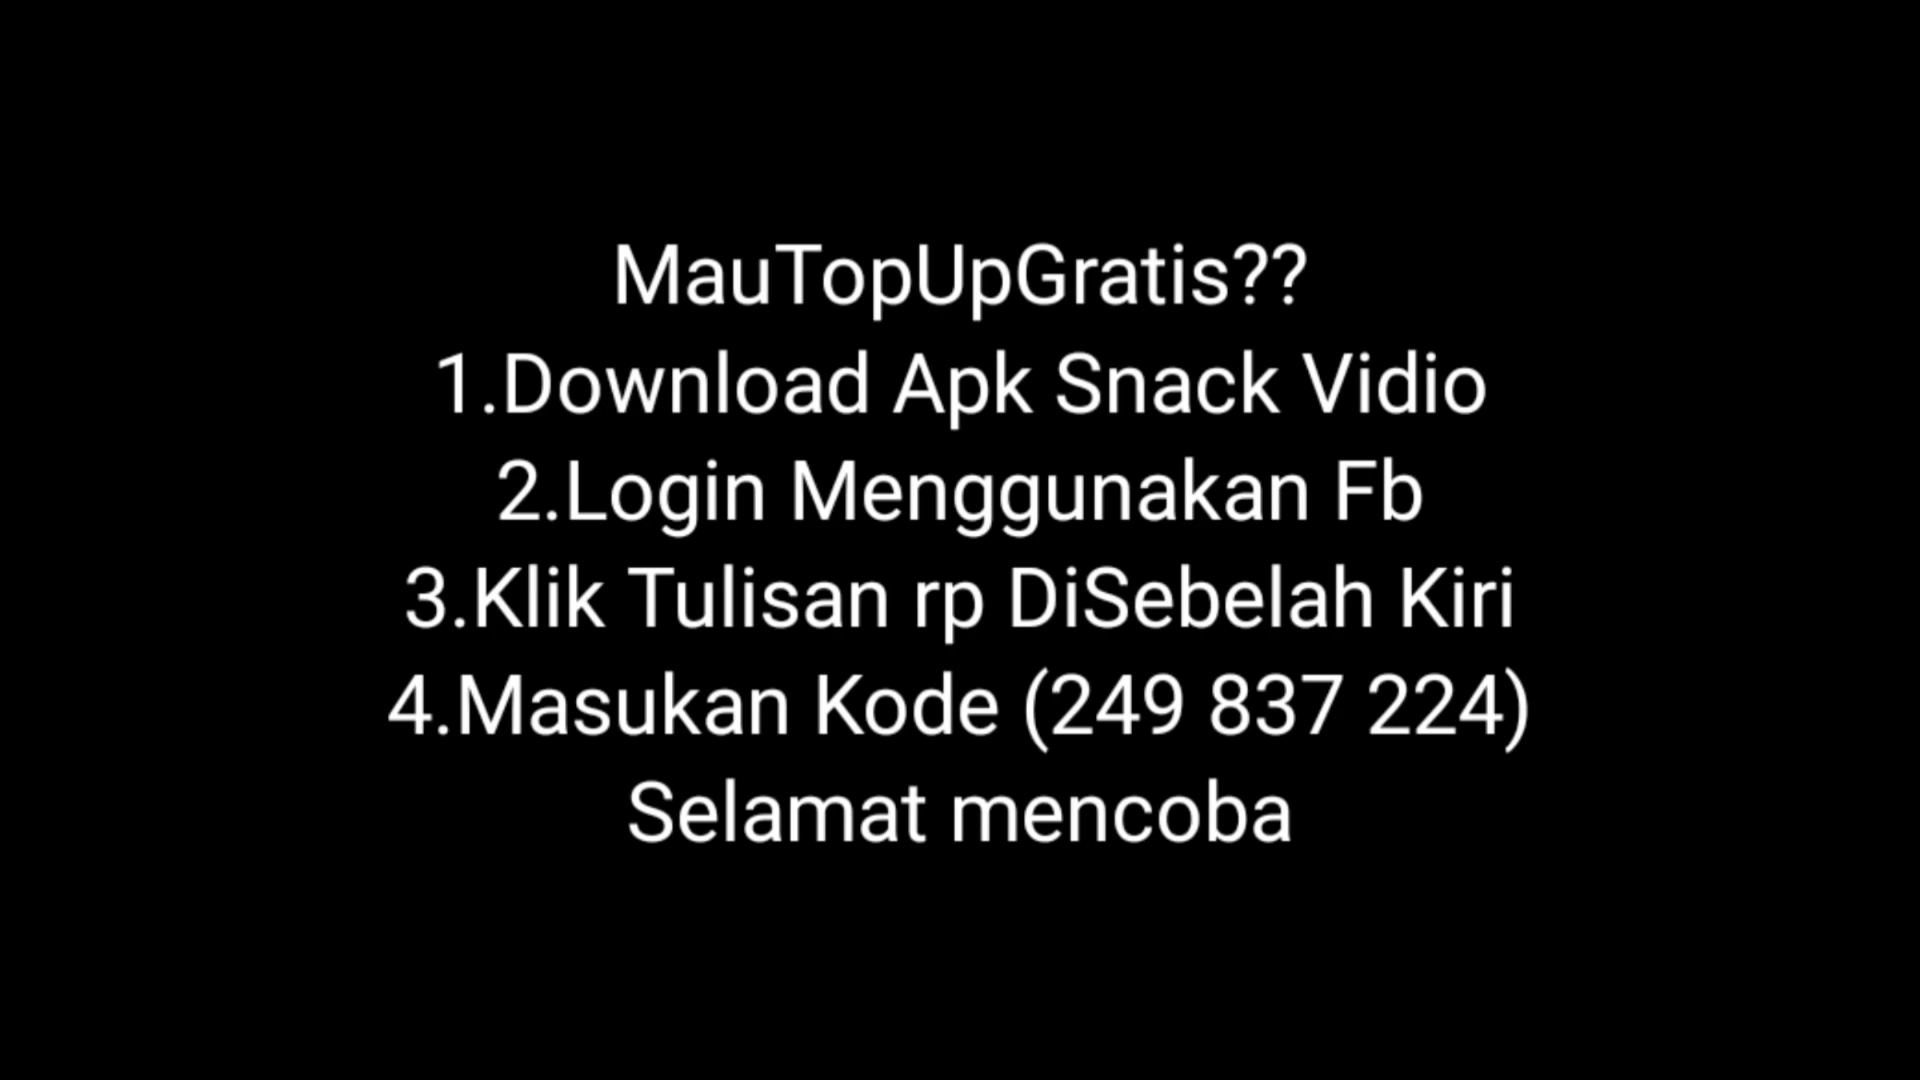 MauTopUpGratis??
1.Download Apk Snack Vidio
2.Login Menggunakan Fb
3.Klik Tulisan rp DiSebelah Kiri
4.Masukan Kode (249 837 224)
Selamat mencoba